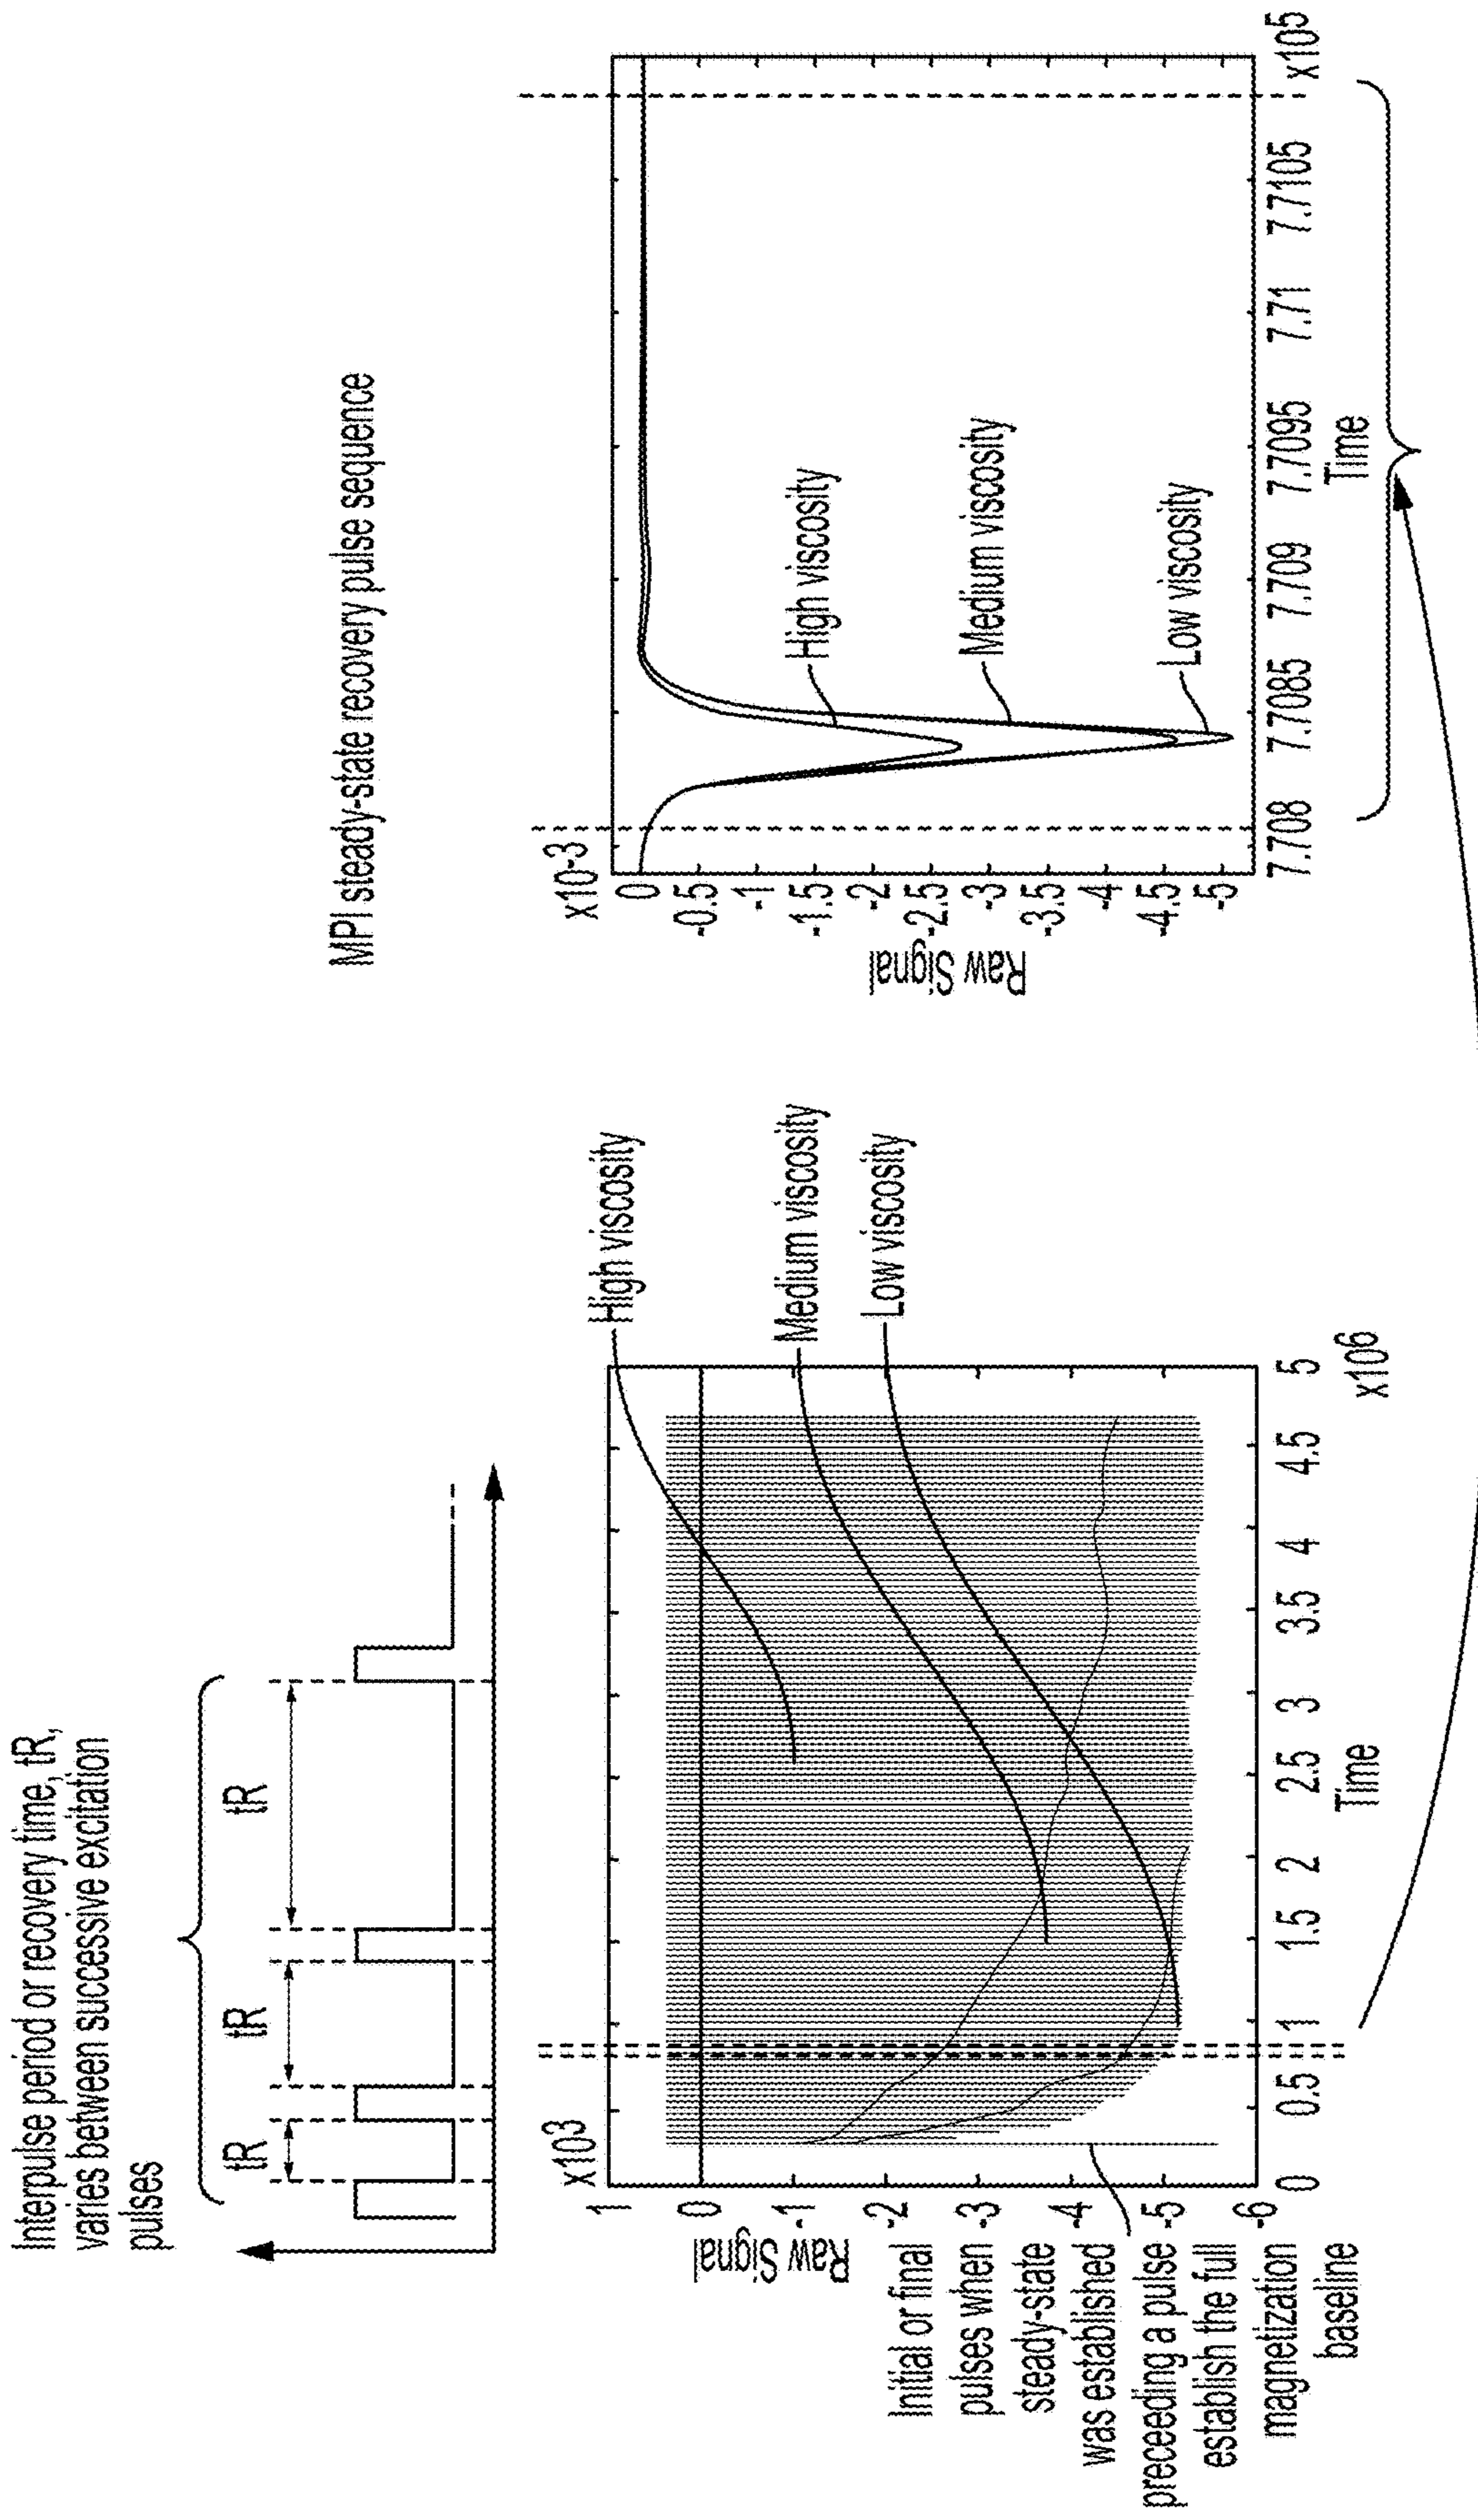 Interpulse period or recovery time, tR,
varies between successive excitation
pulses
tR
tR
tR
MPI steady-state recovery pulse sequence
x10³
1
0
-1
-2
-3
-4
-5
-6
Raw Signal
0
0.5
1
1.5
2
2.5
3
3.5
4
4.5
5
x10⁶
Time
High viscosity
Medium viscosity
Low viscosity
Initial or final
pulses when
steady-state
was established
preceeding a pulse
establish the full
magnetization
baseline
x10-3
0
-0.5
-1
-1.5
-2
-2.5
-3
-3.5
-4
-4.5
-5
Raw Signal
High viscosity
Medium viscosity
Low viscosity
7.708
7.7085
7.709
7.7095
7.71
7.7105
x10⁵
Time